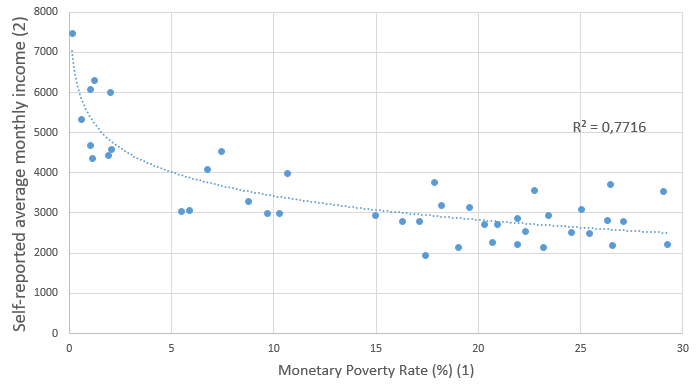 Self-reported average monthly income (2)
8000
7000
6000
5000
4000
3000
2000
1000
0
R² = 0,7716
0 5 10 15 20 25 30
Monetary Poverty Rate (%) (1)